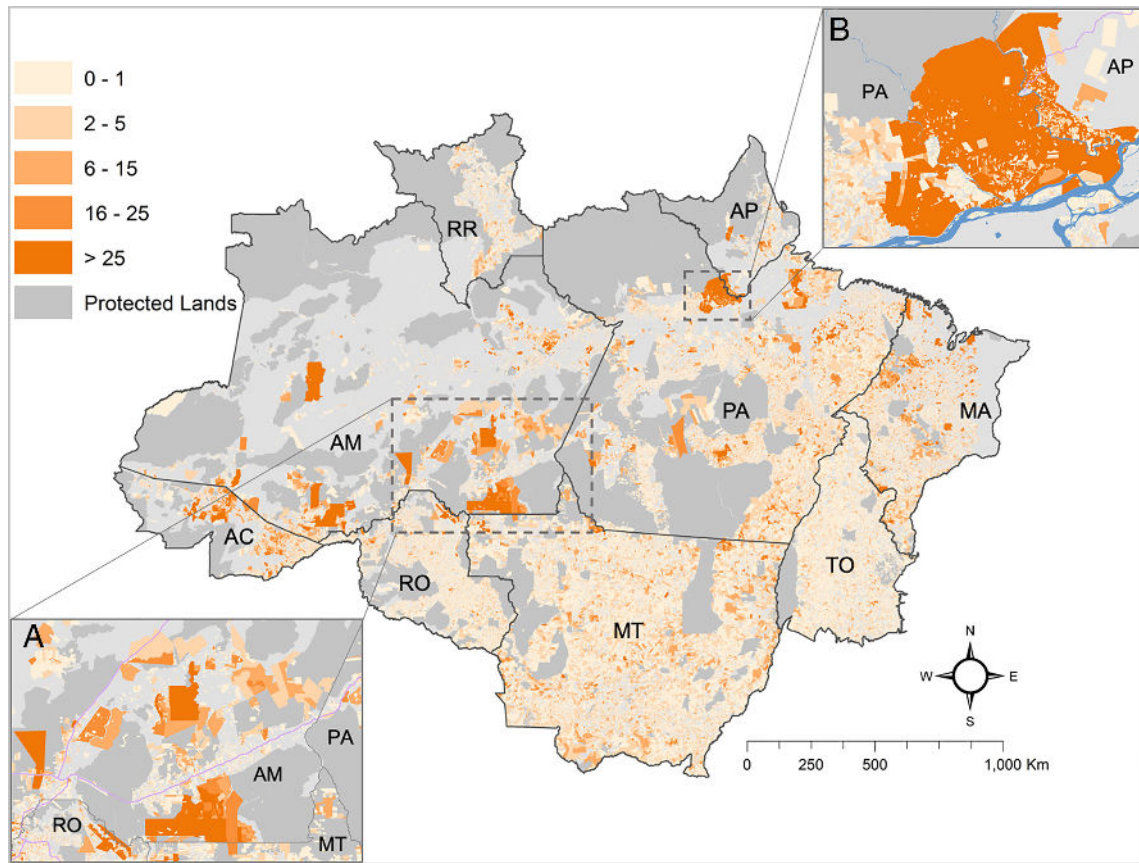 0 - 1
2 - 5
6 - 15
16 - 25
> 25
Protected Lands
B
PA
AP
RR
AP
AM
PA
MA
AC
RO
MT
TO
A
AM
PA
RO
MT
N
W E
S
0 250 500 1,000 Km